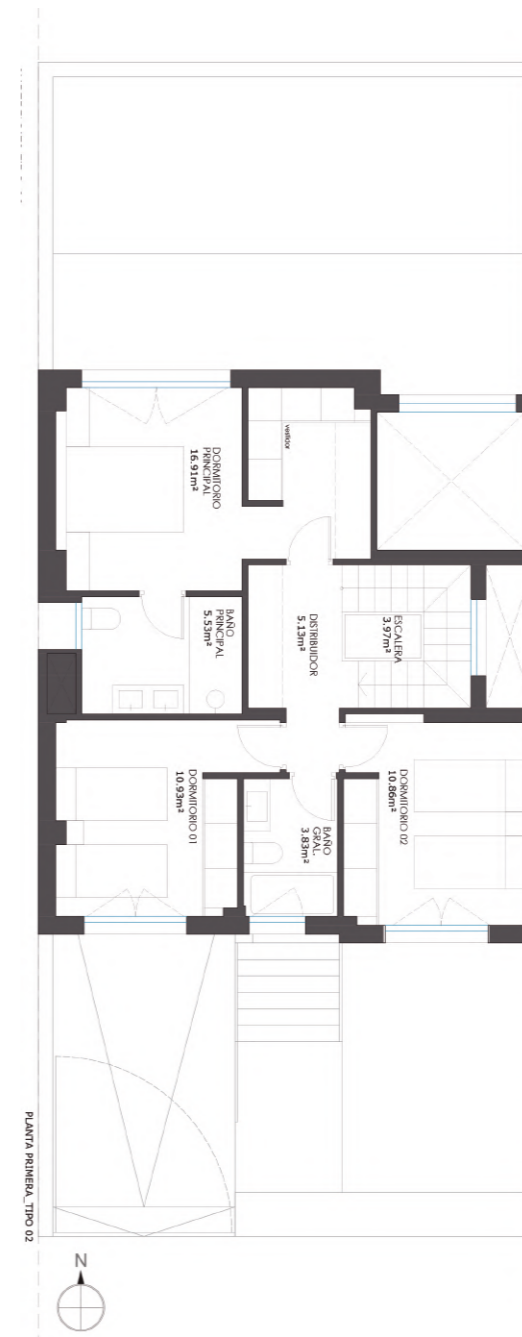 vestidor
DORMITORIO
PRINCIPAL
16.91m²
BAÑO
PRINCIPAL
5.53m²
DISTRIBUIDOR
5.13m²
ESCALERA
3.97m²
DORMITORIO 01
10.93m²
BAÑO
GRAL.
3.83m²
DORMITORIO 02
10.86m²
PLANTA PRIMERA_TIPO 02
N